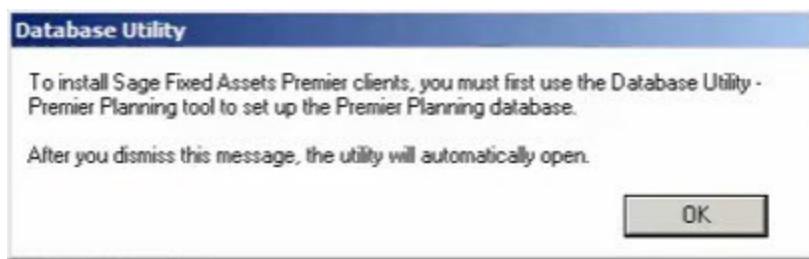 Database Utility
To install Sage Fixed Assets Premier clients, you must first use the Database Utility -
Premier Planning tool to set up the Premier Planning database.
After you dismiss this message, the utility will automatically open.
OK